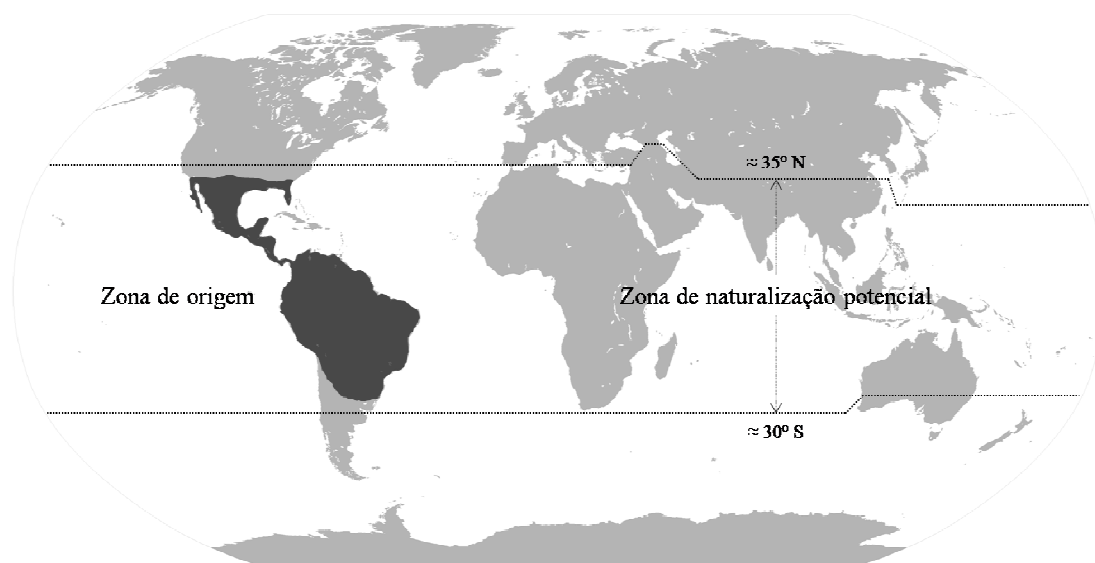 ≈ 35º N
Zona de origem
Zona de naturalização potencial
≈ 30º S